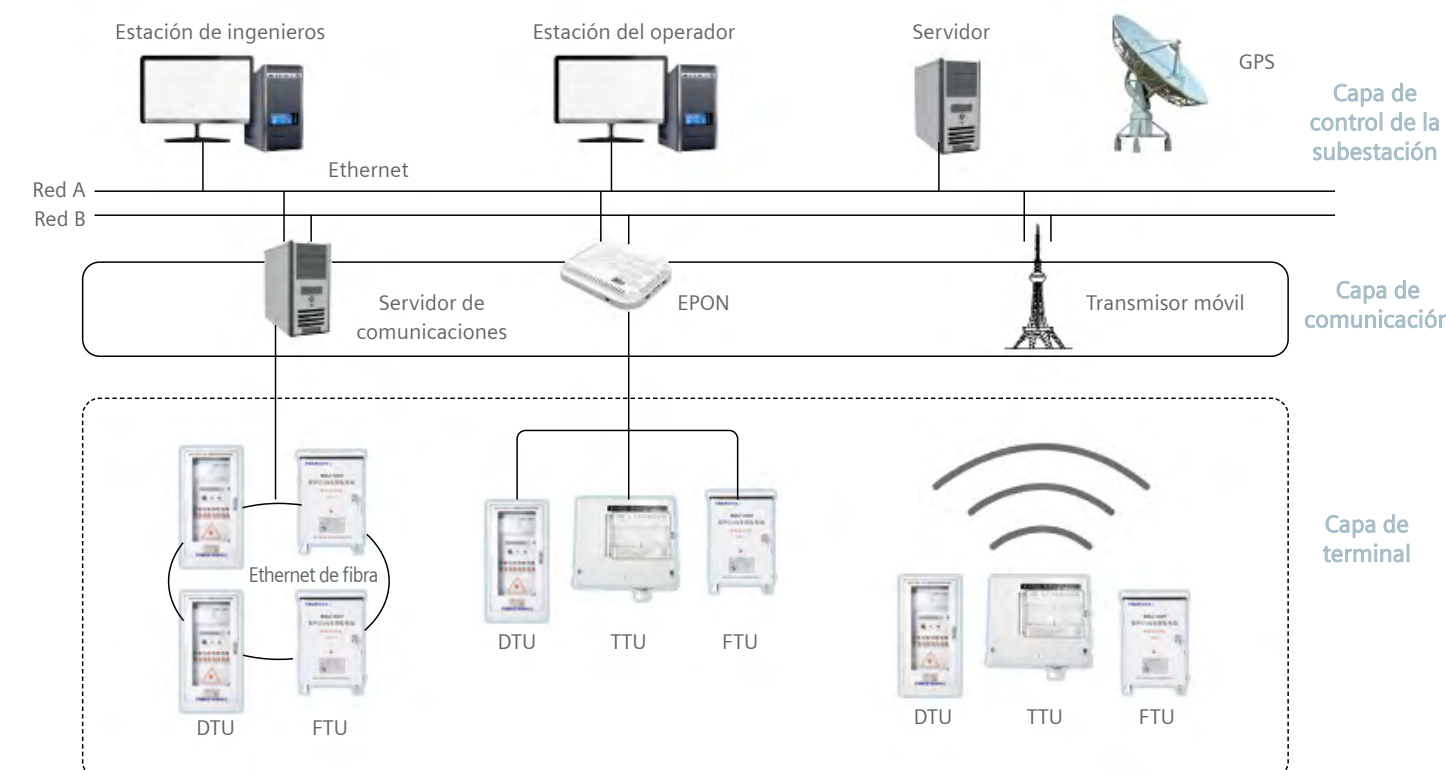 Estación de ingenieros
Estación del operador
Servidor
GPS
Capa de
control de la
subestación
Ethernet
Red A
Red B
Servidor de
comunicaciones
EPON
Transmisor móvil
Capa de
comunicación
Ethernet de fibra
Capa de
terminal
DTU
TTU
FTU
DTU
FTU
DTU
TTU
FTU